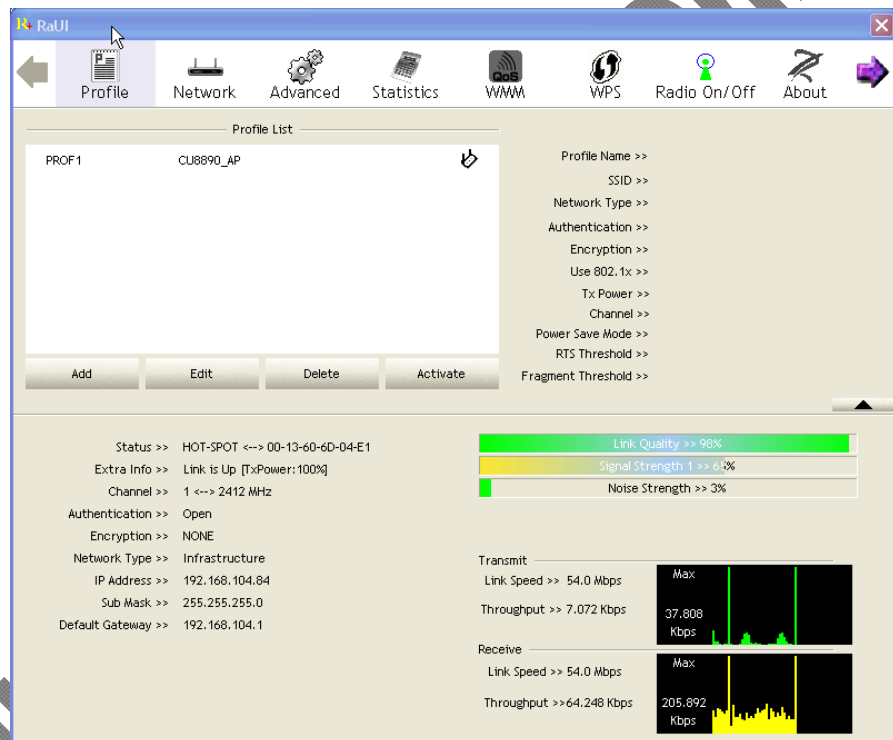 RaUI
Profile
Network
Advanced
Statistics
QoS
WMM
WPS
Radio On/Off
About
Profile List
PROF1 CU8890_AP
Add
Edit
Delete
Activate
Profile Name >>
SSID >>
Network Type >>
Authentication >>
Encryption >>
Use 802.1x >>
Tx Power >>
Channel >>
Power Save Mode >>
RTS Threshold >>
Fragment Threshold >>
Status >> HOT-SPOT <--> 00-13-60-6D-04-E1
Extra Info >> Link is Up [TxPower:100%]
Channel >> 1 <--> 2412 MHz
Authentication >> Open
Encryption >> NONE
Network Type >> Infrastructure
IP Address >> 192.168.104.84
Sub Mask >> 255.255.255.0
Default Gateway >> 192.168.104.1
Link Quality >> 98%
Signal Strength 1 >>
Noise Strength >> 3%
Transmit
Link Speed >> 54.0 Mbps
Throughput >> 7.072 Kbps
Max
37.808
Kbps
Receive
Link Speed >> 54.0 Mbps
Throughput >>64.248 Kbps
Max
205.892
Kbps